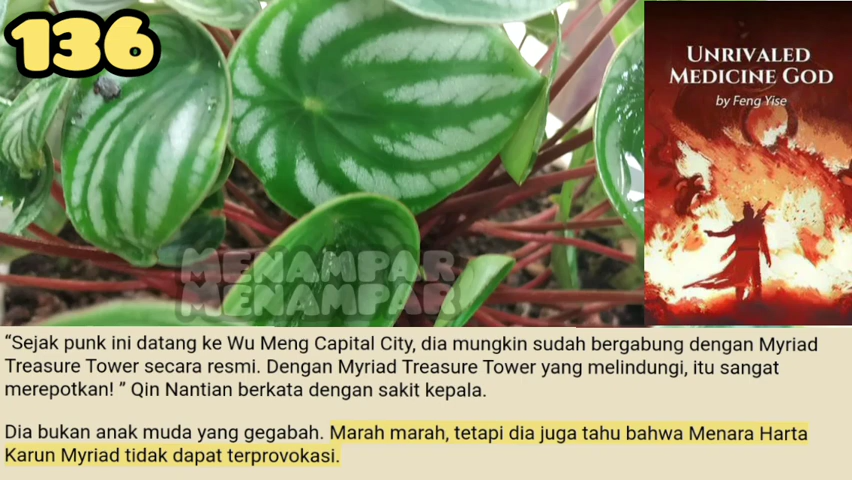 136
UNRIVALED
MEDICINE GOD
by Feng Yise
MENAMPAR
MENAMPAR
“Sejak punk ini datang ke Wu Meng Capital City, dia mungkin sudah bergabung dengan Myriad
Treasure Tower secara resmi. Dengan Myriad Treasure Tower yang melindungi, itu sangat
merepotkan! ” Qin Nantian berkata dengan sakit kepala.
Dia bukan anak muda yang gegabah. Marah marah, tetapi dia juga tahu bahwa Menara Harta
Karun Myriad tidak dapat terprovokasi.